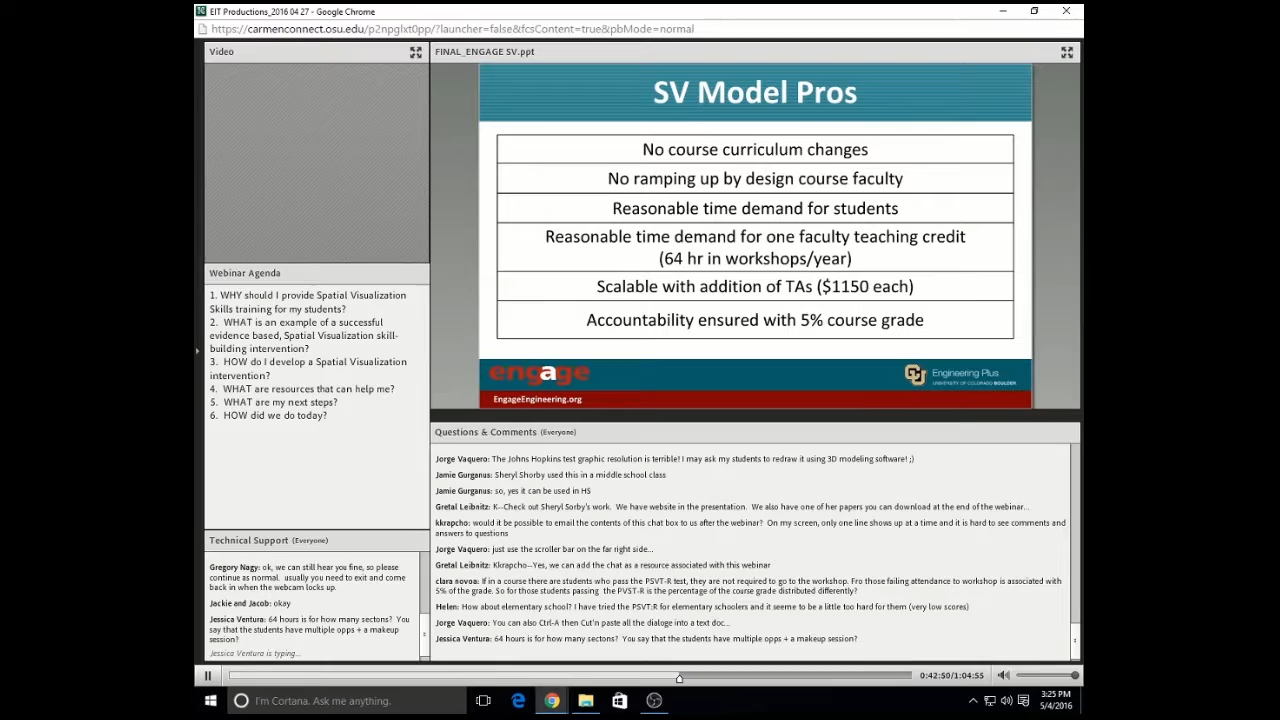 EIT Productions_2016 04 27 - Google Chrome
https://carmenconnect.osu.edu/p2npglxt0pp/?launcher=false&fcsContent=true&pbMode=normal
Video
FINAL_ENGAGE SV.ppt
SV Model Pros
No course curriculum changes
No ramping up by design course faculty
Reasonable time demand for students
Reasonable time demand for one faculty teaching credit
(64 hr in workshops/year)
Scalable with addition of TAs ($1150 each)
Accountability ensured with 5% course grade
engage
Engineering Plus
UNIVERSITY OF COLORADO BOULDER
EngageEngineering.org
Webinar Agenda
1. WHY should I provide Spatial Visualization
Skills training for my students?
2. WHAT is an example of a successful
evidence based, Spatial Visualization skill-
building intervention?
3. HOW do I develop a Spatial Visualization
intervention?
4. WHAT are resources that can help me?
5. WHAT are my next steps?
6. HOW did we do today?
Technical Support (Everyone)
Gregory Nagy: ok, we can still hear you fine, so please
continue as normal. usually you need to exit and come
back in when the webcam locks up.
Jackie and Jacob: okay
Jessica Ventura: 64 hours is for how many sectons? You
say that the students have multiple opps + a makeup
session?
Jessica Ventura is typing...
Questions & Comments (Everyone)
Jorge Vaquero: The Johns Hopkins test graphic resolution is terrible! I may ask my students to redraw it using 3D modeling software! ;)
Jamie Gurganus: Sheryl Shorby used this in a middle school class
Jamie Gurganus: so, yes it can be used in HS
Gretal Leibnitz: K--Check out Sheryl Sorby's work. We have website in the presentation. We also have one of her papers you can download at the end of the webinar...
kkrapcho: would it be possible to email the contents of this chat box to us after the webinar? On my screen, only one line shows up at a time and it is hard to see comments and
answers to questions
Jorge Vaquero: just use the scroller bar on the far right side...
Gretal Leibnitz: Kkrapcho--Yes, we can add the chat as a resource associated with this webinar
clara novoa: If in a course there are students who pass the PSVT-R test, they are not required to go to the workshop. Fro those failing attendance to workshop is associated with
5% of the grade. So for those students passing the PVST-R is the percentage of the course grade distributed differently?
Helen: How about elementary school? I have tried the PSVT:R for elementary schoolers and it seem to be a little too hard for them (very low scores)
Jorge Vaquero: You can also Ctrl-A then Cut'n paste all the dialoge into a text doc...
Jessica Ventura: 64 hours is for how many sectons? You say that the students have multiple opps + a makeup session?
0:42:50/1:04:55
I'm Cortana. Ask me anything.
3:25 PM
5/4/2016